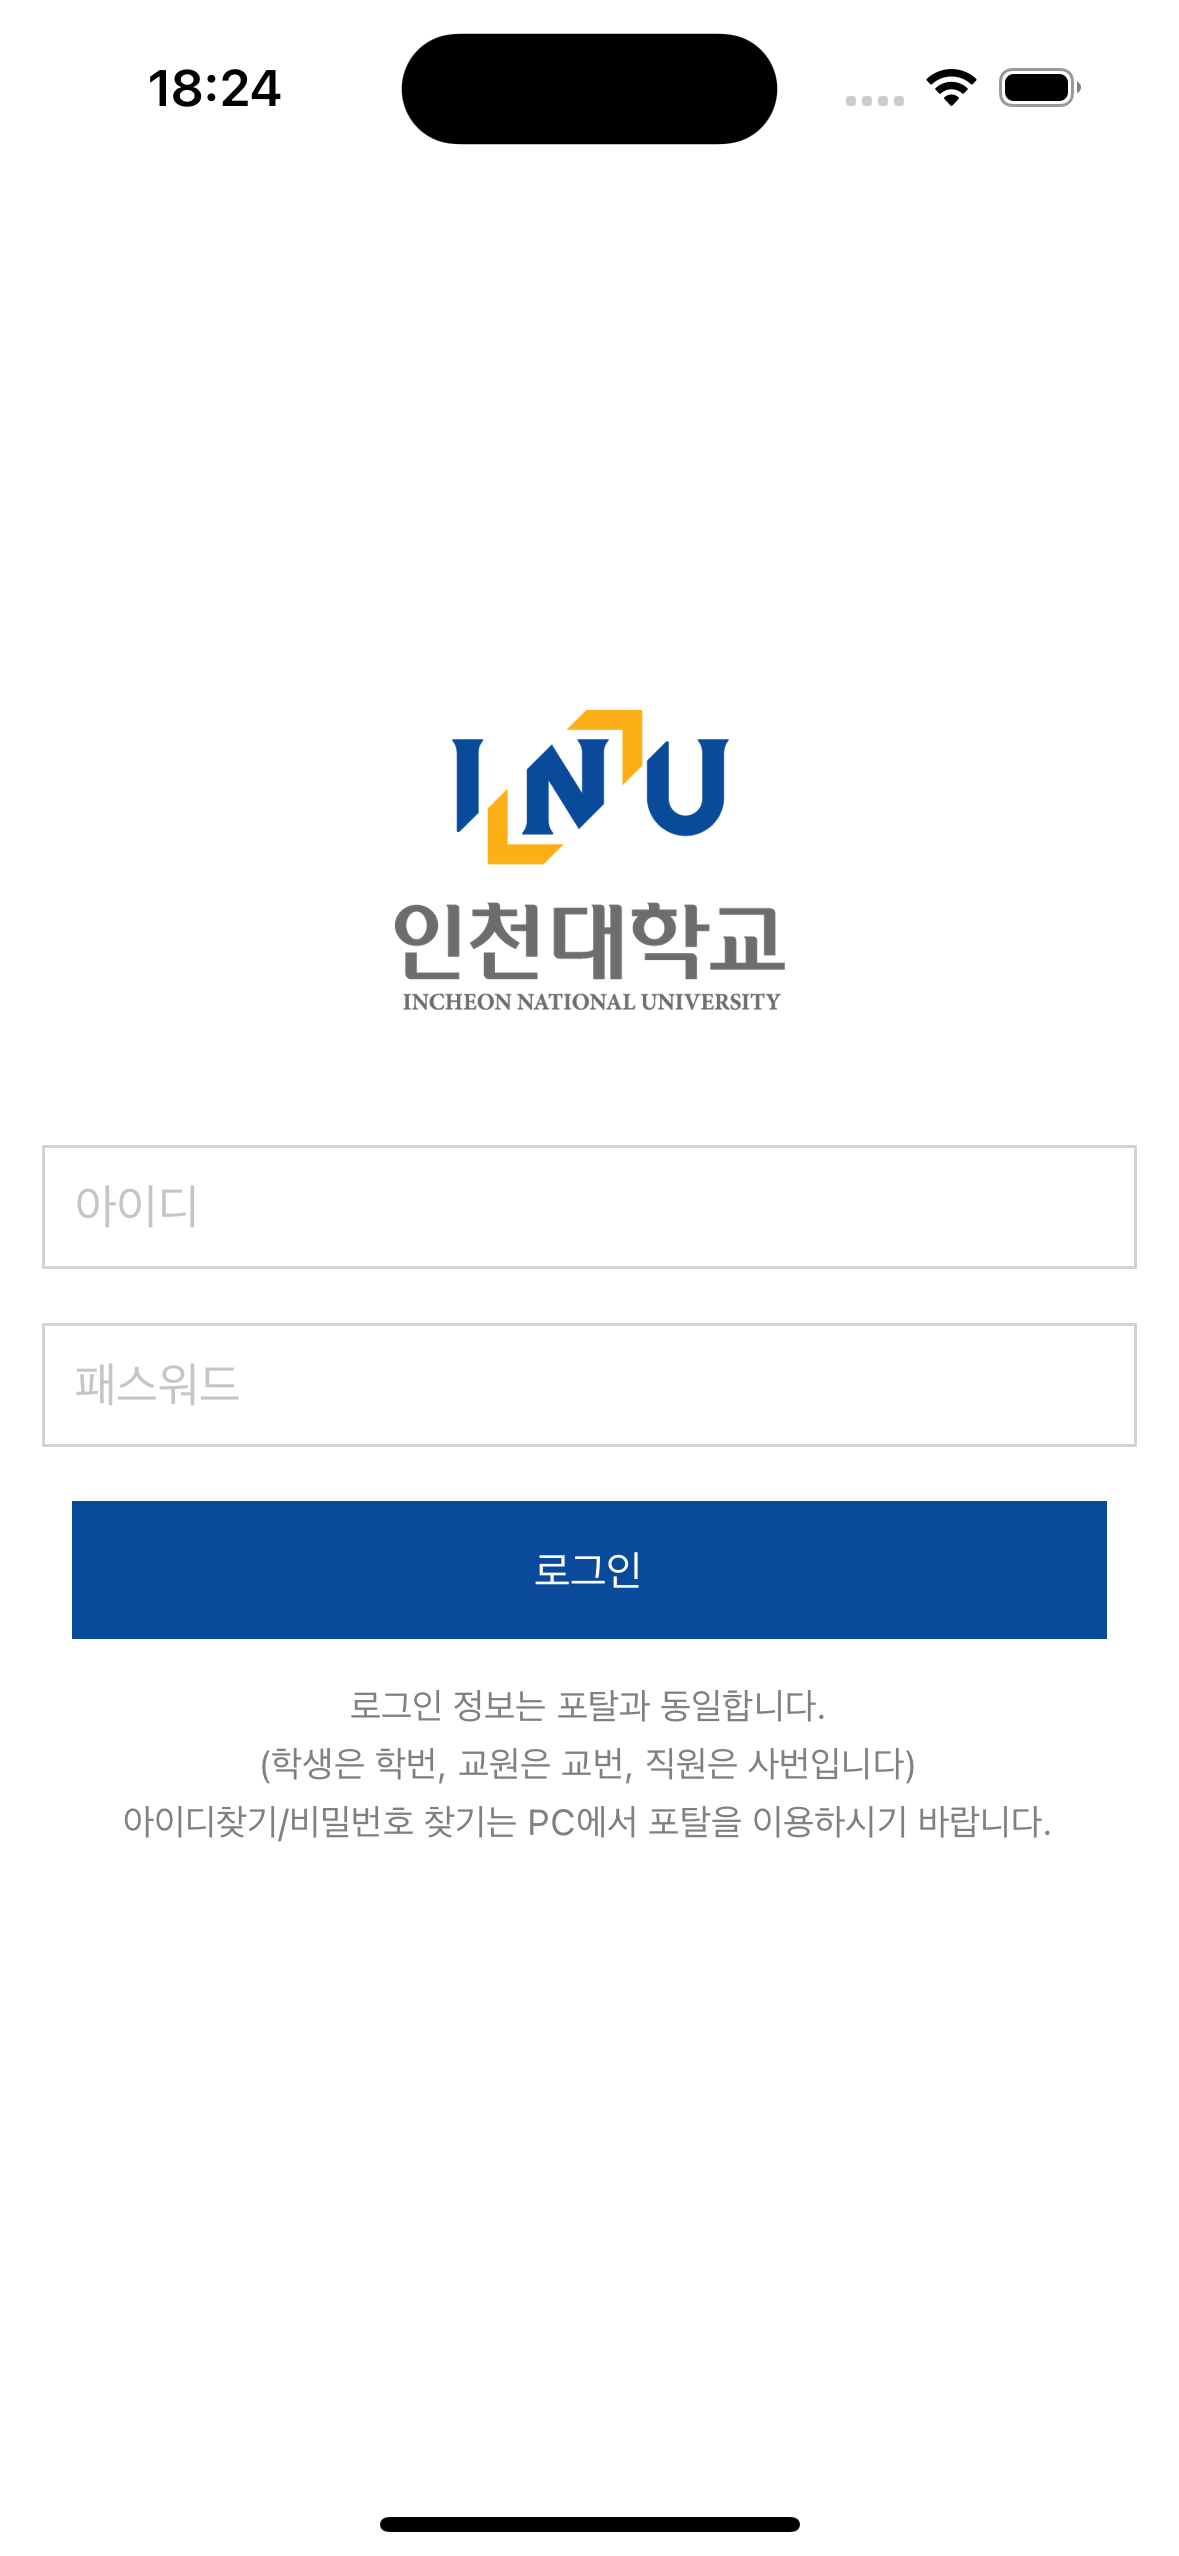 18:24
INU
인천대학교
INCHEON NATIONAL UNIVERSITY
아이디
패스워드
로그인
로그인 정보는 포탈과 동일합니다.
(학생은 학번, 교원은 교번, 직원은 사번입니다)
아이디찾기/비밀번호 찾기는 PC에서 포탈을 이용하시기 바랍니다.